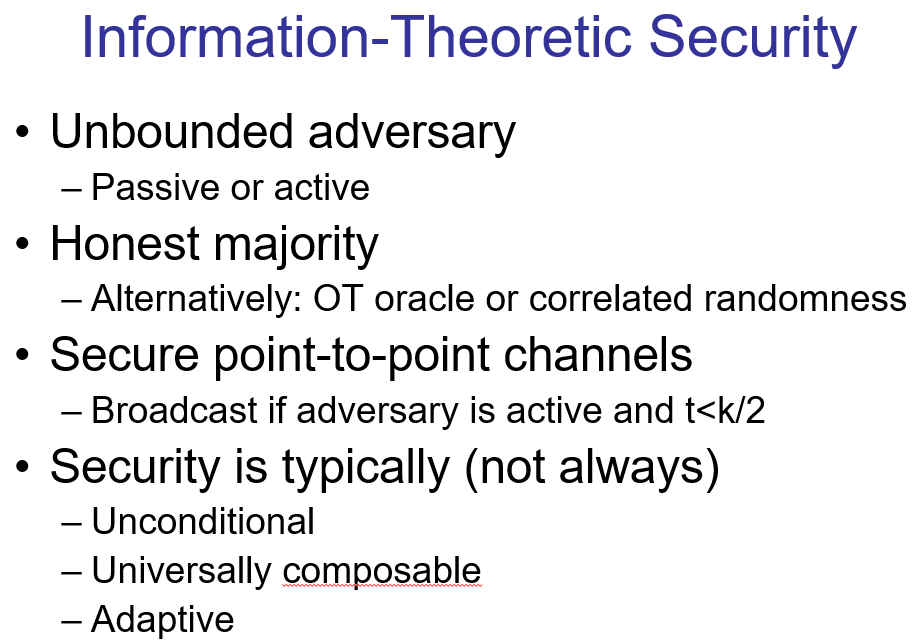 Information-Theoretic Security
• Unbounded adversary
– Passive or active
• Honest majority
– Alternatively: OT oracle or correlated randomness
• Secure point-to-point channels
– Broadcast if adversary is active and t<k/2
• Security is typically (not always)
– Unconditional
– Universally composable
– Adaptive